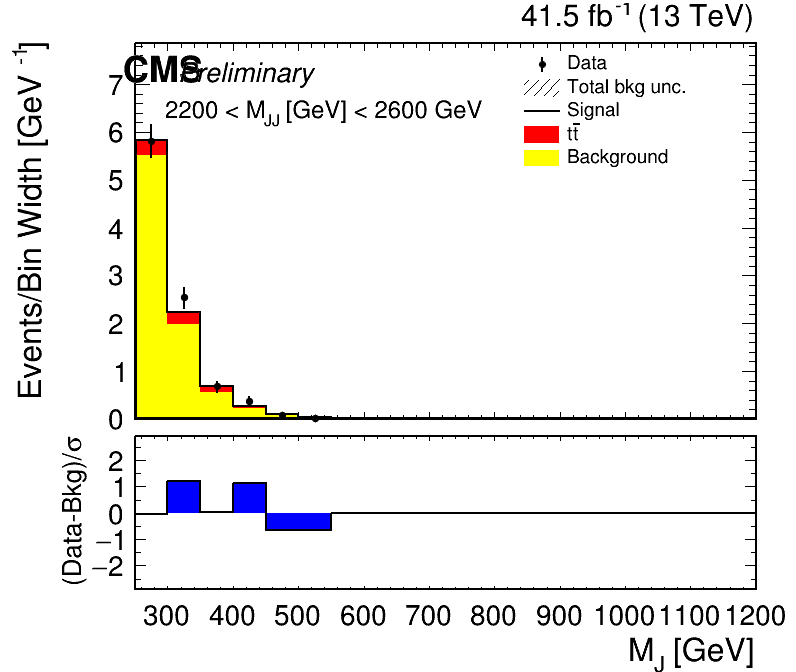 41.5 fb⁻¹ (13 TeV)
CMS Preliminary
2200 < M_JJ [GeV] < 2600 GeV
Data
Total bkg unc.
Signal
tt̄
Background
Events/Bin Width [GeV⁻¹]
7
6
5
4
3
2
1
0
(Data-Bkg)/σ
2
1
0
−1
−2
300 400 500 600 700 800 900 1000 1100 1200
M_J [GeV]